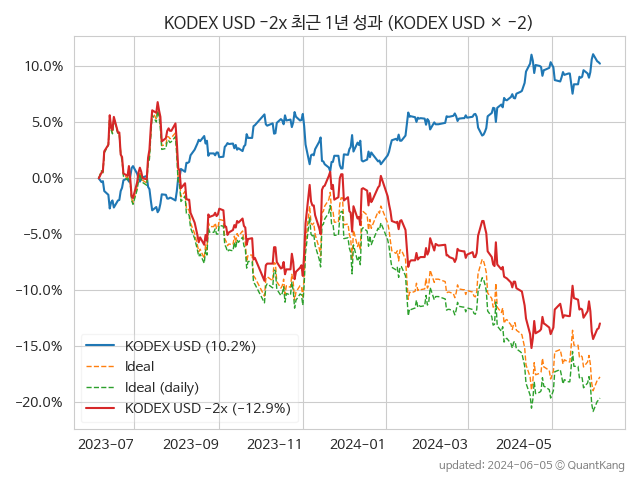 KODEX USD −2x 최근 1년 성과 (KODEX USD × −2)
10.0%
5.0%
0.0%
−5.0%
−10.0%
−15.0%
−20.0%
KODEX USD (10.2%)
Ideal
Ideal (daily)
KODEX USD −2x (−12.9%)
2023-07
2023-09
2023-11
2024-01
2024-03
2024-05
updated: 2024-06-05 © QuantKang